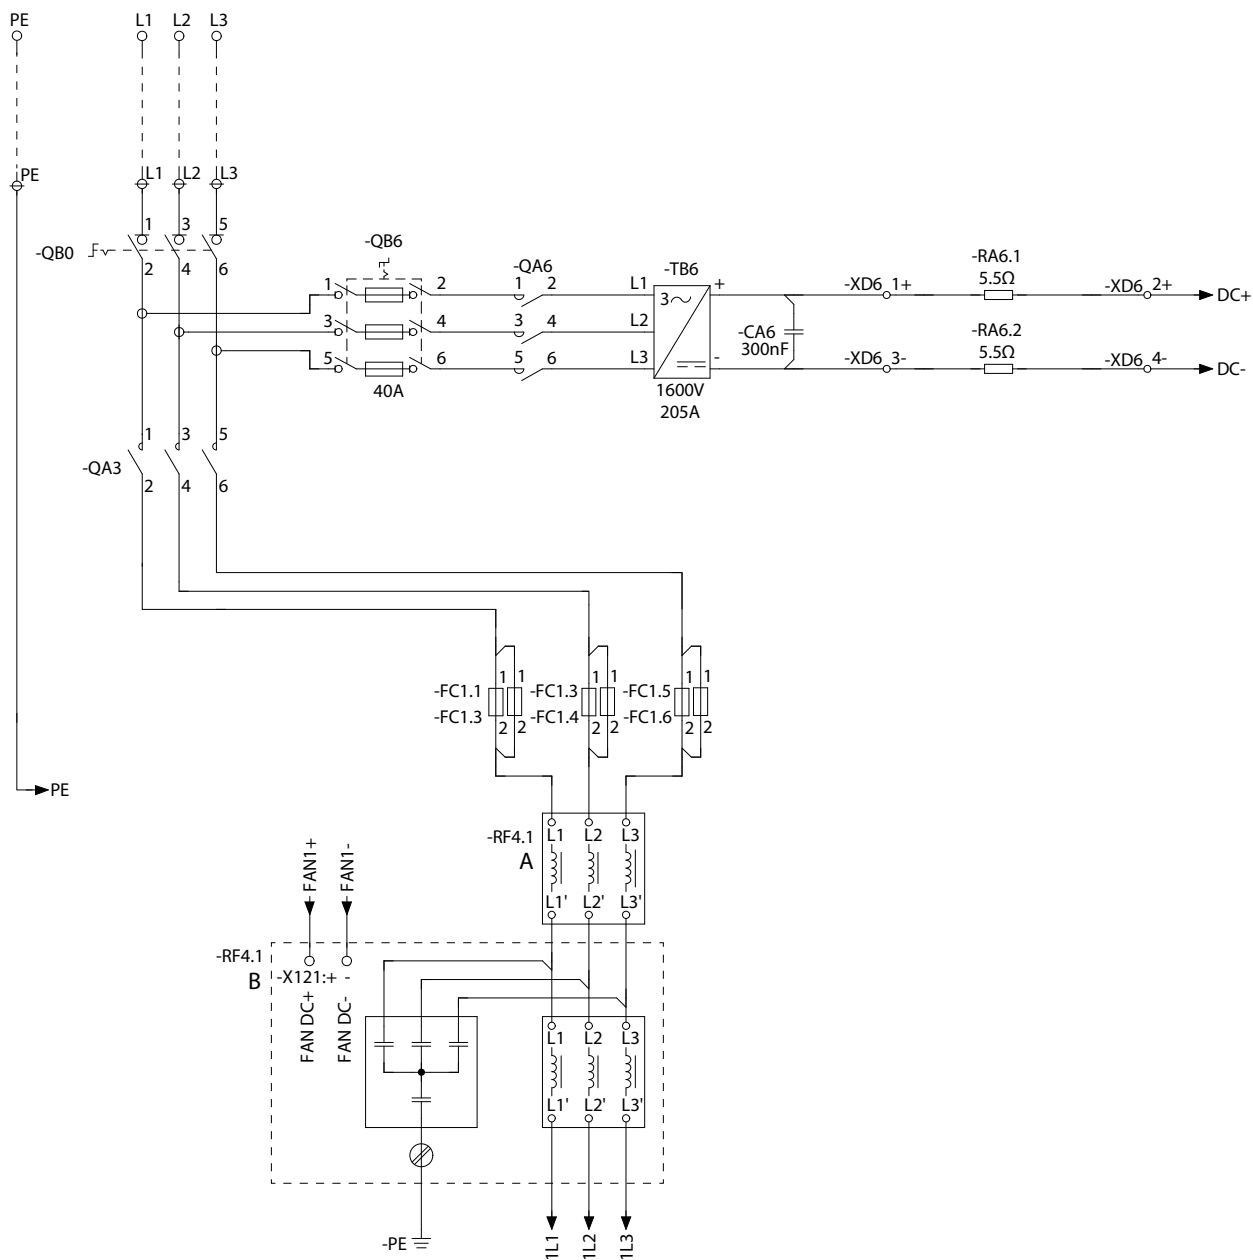 PE L1 L2 L3
PE L1 L2 L3
1 3 5
-QB0
2 4 6
-QB6 -QA6 -TB6 -RA6.1
5.5Ω
1 2 1 2 L1 3 + -XD6 1+ -XD6 2+ DC+
3 4 3 4 L2 -CA6 -RA6.2
300nF 5.5Ω
5 6 5 6 L3 - -XD6 3- -XD6 4- DC-
40A 1600V
205A
1 3 5
-QA3
2 4 6
1 1 1 1 1 1
-FC1.1 -FC1.3 -FC1.5
-FC1.3 -FC1.4 -FC1.6
2 2 2 2 2 2
PE
-RF4.1 L1 L2 L3
A
L1' L2' L3'
FAN1+ FAN1-
-RF4.1
B -X121:+ -
FAN DC+ FAN DC-
L1 L2 L3
L1' L2' L3'
-PE
1L1 1L2 1L3